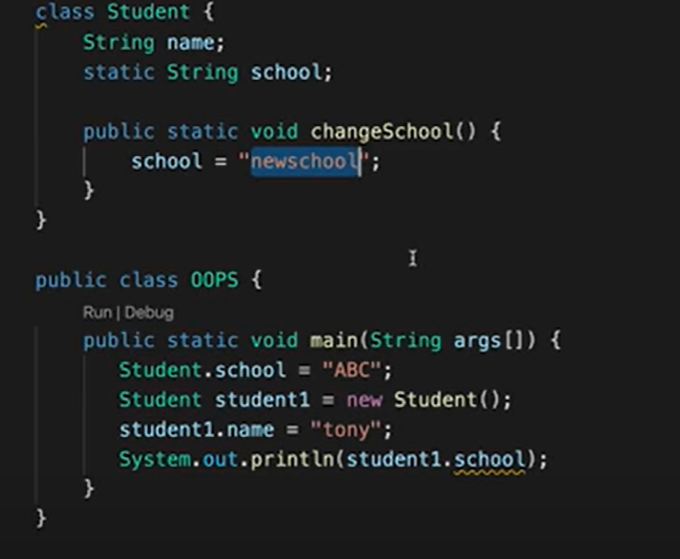 class Student {
String name;
static String school;
public static void changeSchool() {
school = "newschool";
}
}
public class OOPS {
Run | Debug
public static void main(String args[]) {
Student.school = "ABC";
Student student1 = new Student();
student1.name = "tony";
System.out.println(student1.school);
}
}